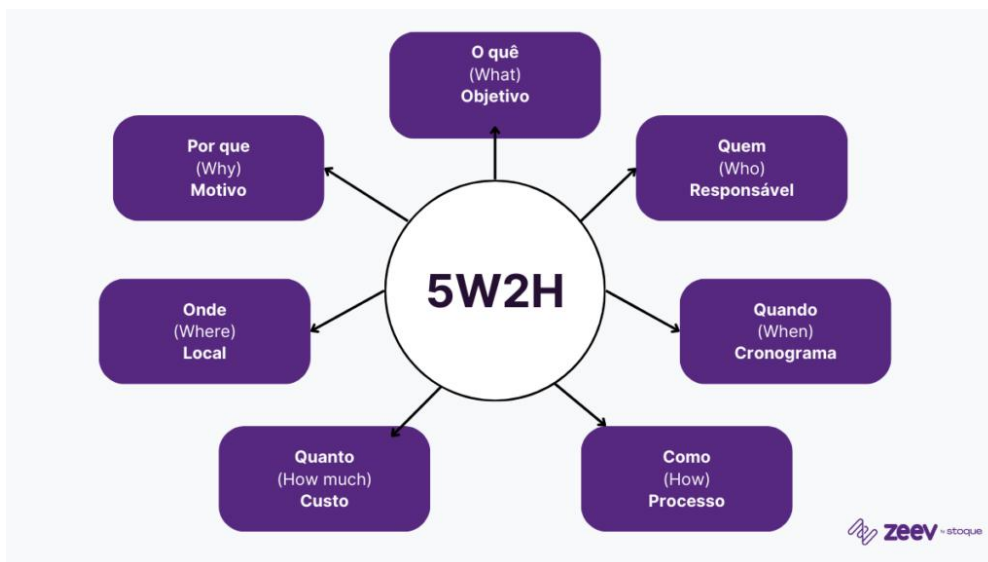 O quê
(What)
Objetivo
Por que
(Why)
Motivo
Quem
(Who)
Responsável
5W2H
Onde
(Where)
Local
Quando
(When)
Cronograma
Quanto
(How much)
Custo
Como
(How)
Processo
zeev by stoque